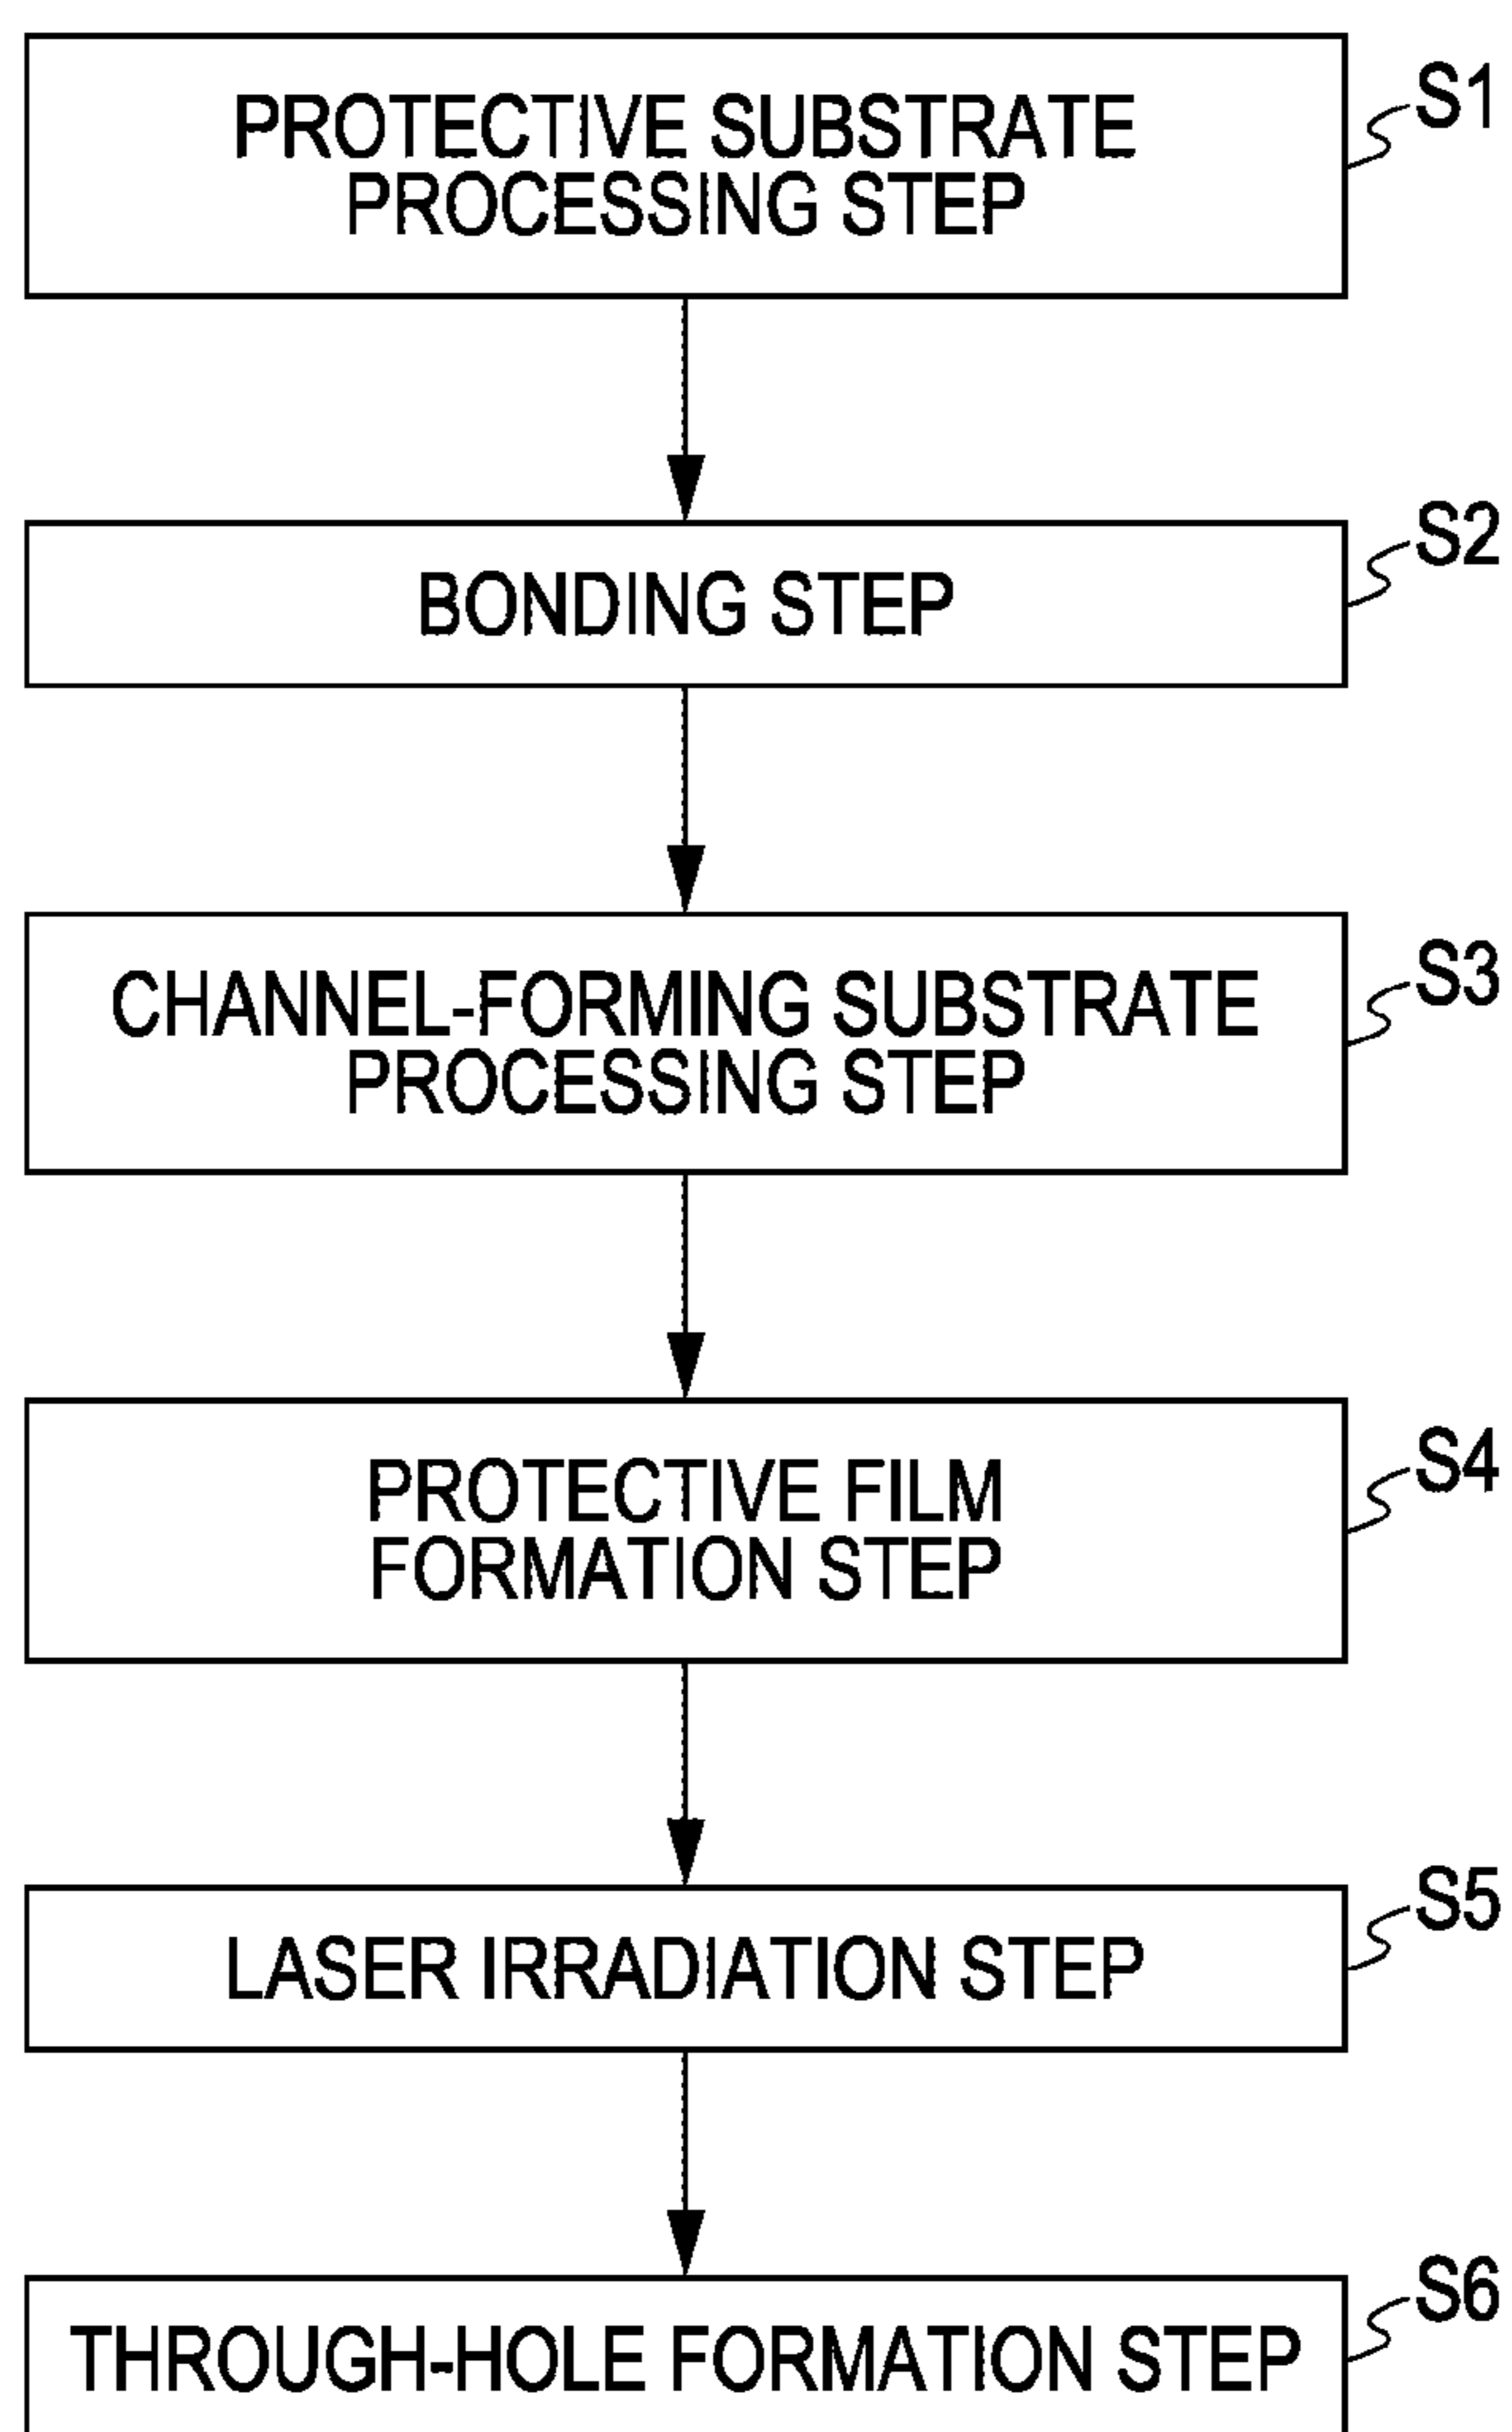 PROTECTIVE SUBSTRATE
PROCESSING STEP
S1
BONDING STEP
S2
CHANNEL-FORMING SUBSTRATE
PROCESSING STEP
S3
PROTECTIVE FILM
FORMATION STEP
S4
LASER IRRADIATION STEP
S5
THROUGH-HOLE FORMATION STEP
S6